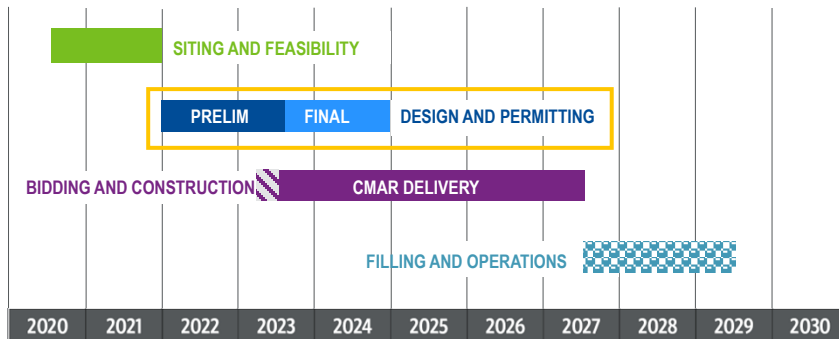 SITING AND FEASIBILITY
PRELIM FINAL DESIGN AND PERMITTING
BIDDING AND CONSTRUCTION CMAR DELIVERY
FILLING AND OPERATIONS
2020 2021 2022 2023 2024 2025 2026 2027 2028 2029 2030